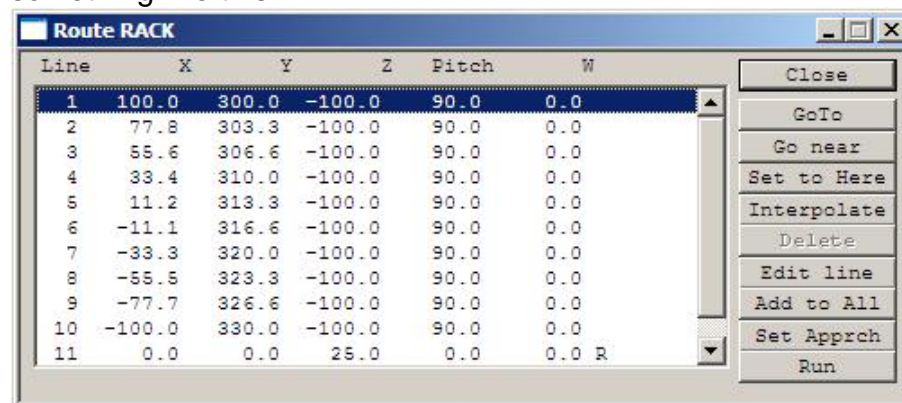 Route RACK
Line X Y Z Pitch W
1 100.0 300.0 -100.0 90.0 0.0
2 77.8 303.3 -100.0 90.0 0.0
3 55.6 306.6 -100.0 90.0 0.0
4 33.4 310.0 -100.0 90.0 0.0
5 11.2 313.3 -100.0 90.0 0.0
6 -11.1 316.6 -100.0 90.0 0.0
7 -33.3 320.0 -100.0 90.0 0.0
8 -55.5 323.3 -100.0 90.0 0.0
9 -77.7 326.6 -100.0 90.0 0.0
10 -100.0 330.0 -100.0 90.0 0.0
11 0.0 0.0 25.0 0.0 0.0 R
Close
GoTo
Go near
Set to Here
Interpolate
Delete
Edit line
Add to All
Set Apprch
Run